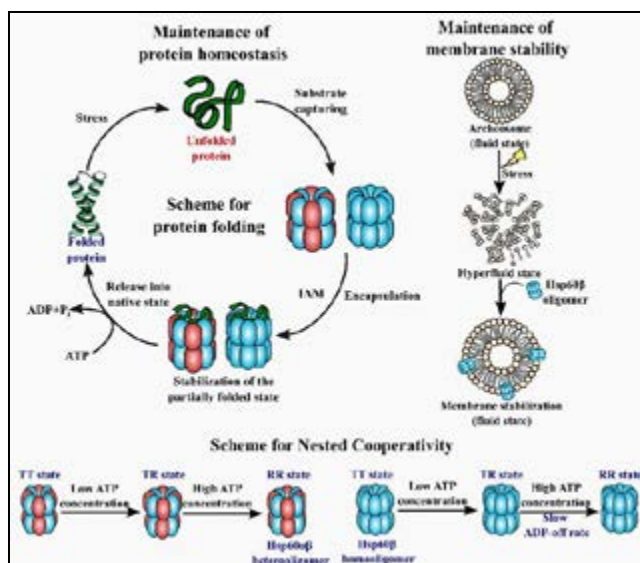 Maintenance of
protein homeostasis
Maintenance of
membrane stability
Stress
Unfolded
protein
Substrate
capturing
Archeosome
(fluid state)
Stress
Scheme for
protein folding
Folded
protein
Hyperfluid state
Release into
native state
IAM
Encapsulation
Hsp60β
oligomer
ADP+Pi
ATP
Stabilization of the
partially folded state
Membrane stabilization
(fluid state)
Scheme for Nested Cooperativity
TT state
Low ATP
concentration
TR state
High ATP
concentration
RR state
Hsp60αβ
heteroligomer
TT state
Hsp60β
homoligomer
Low ATP
concentration
TR state
High ATP
concentration
Slow
ADP-off rate
RR state